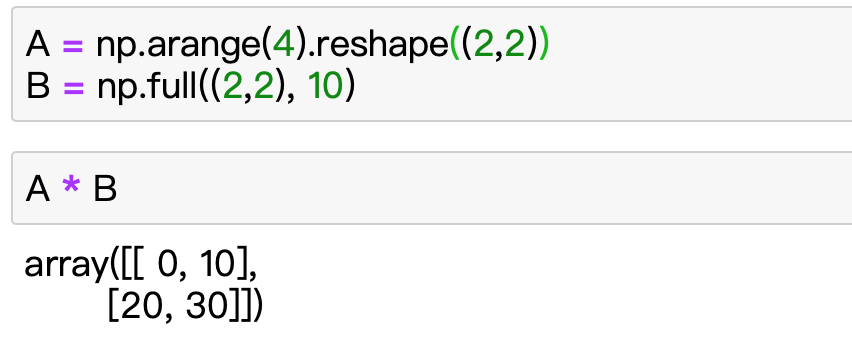 A = np.arange(4).reshape((2,2))
B = np.full((2,2), 10)
A * B
array([[ 0, 10],
[20, 30]])